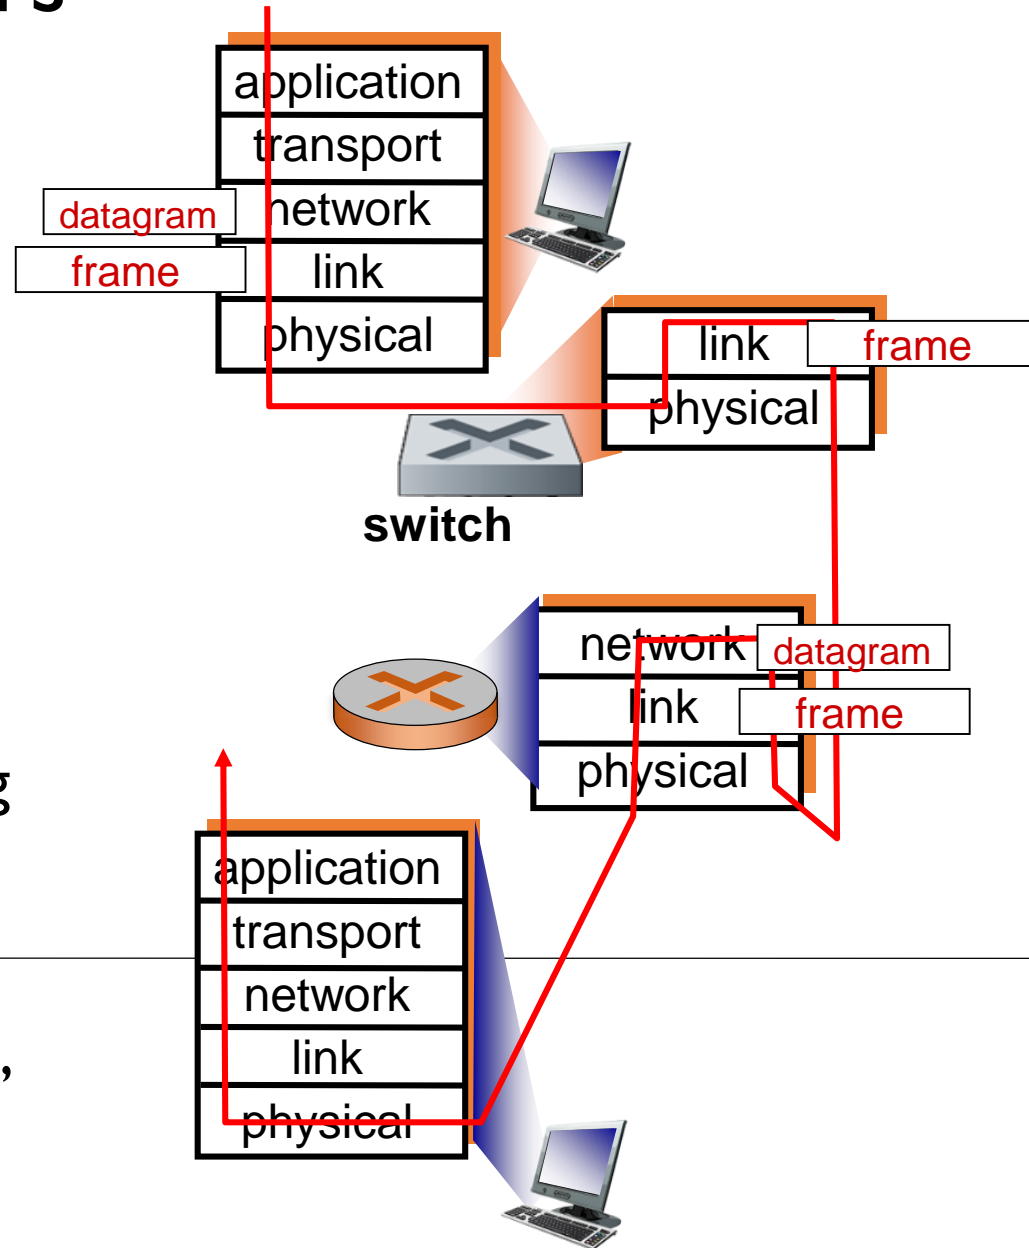 rs
application
transport
datagram network
frame link
physical
link frame
physical
switch
network datagram
link frame
physical
g
application
transport
network
link
,
physical